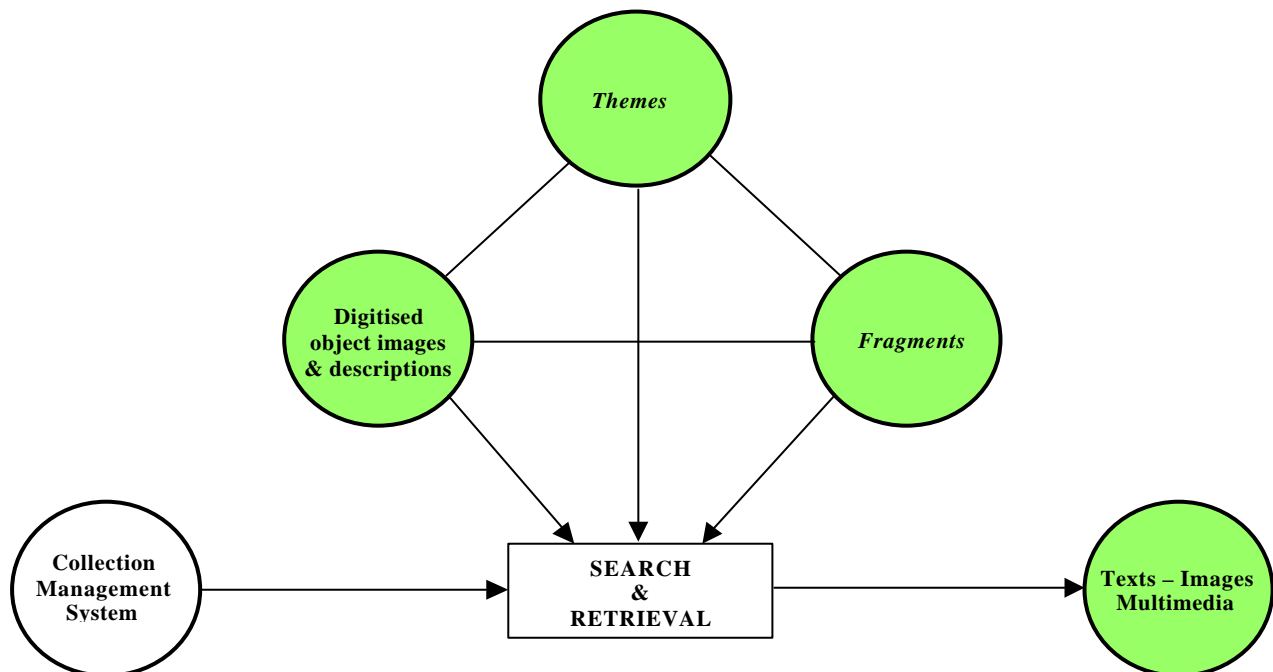 Themes
Digitised
object images
& descriptions
Fragments
Collection
Management
System
SEARCH
&
RETRIEVAL
Texts – Images
Multimedia